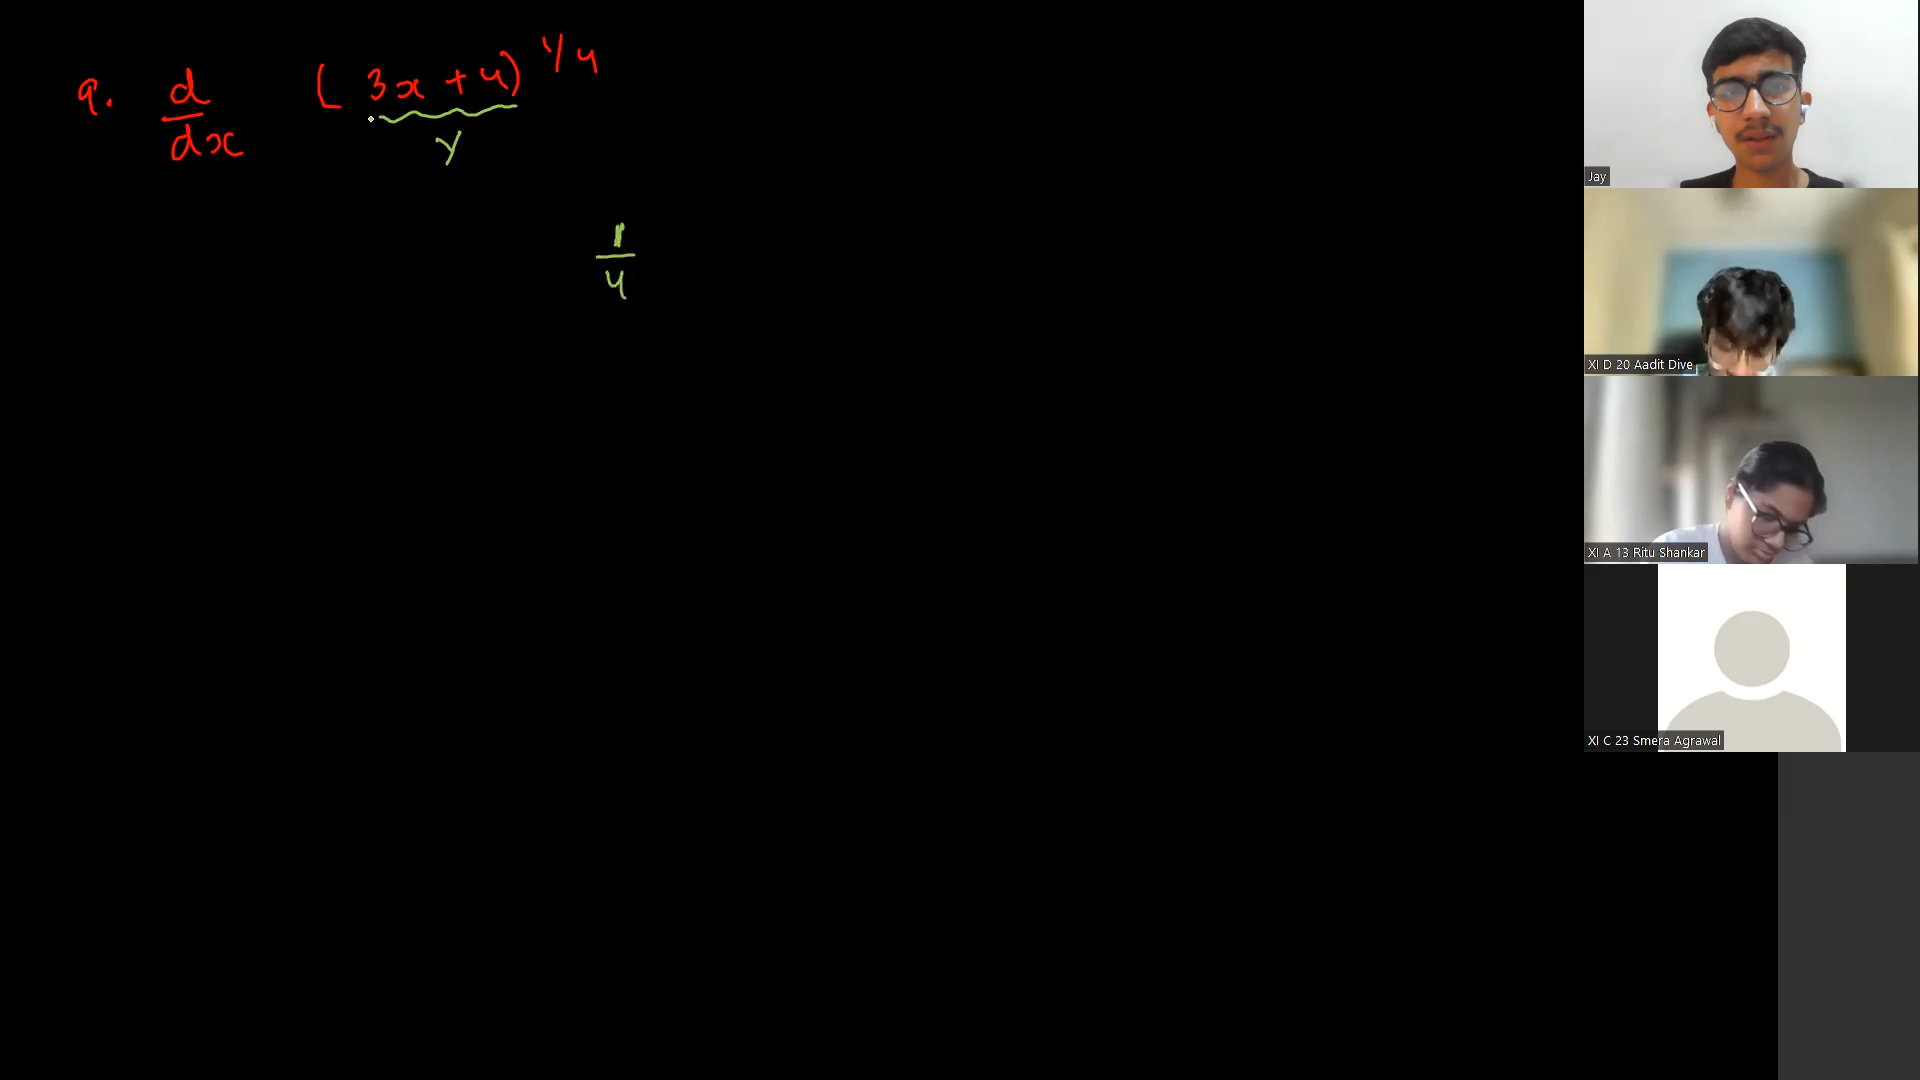 q. d/dx (3x + 4)^1/4
y
1/4
Jay
XI D 20 Aadit Dive
XI A 13 Ritu Shankar
XI C 23 Smera Agrawal